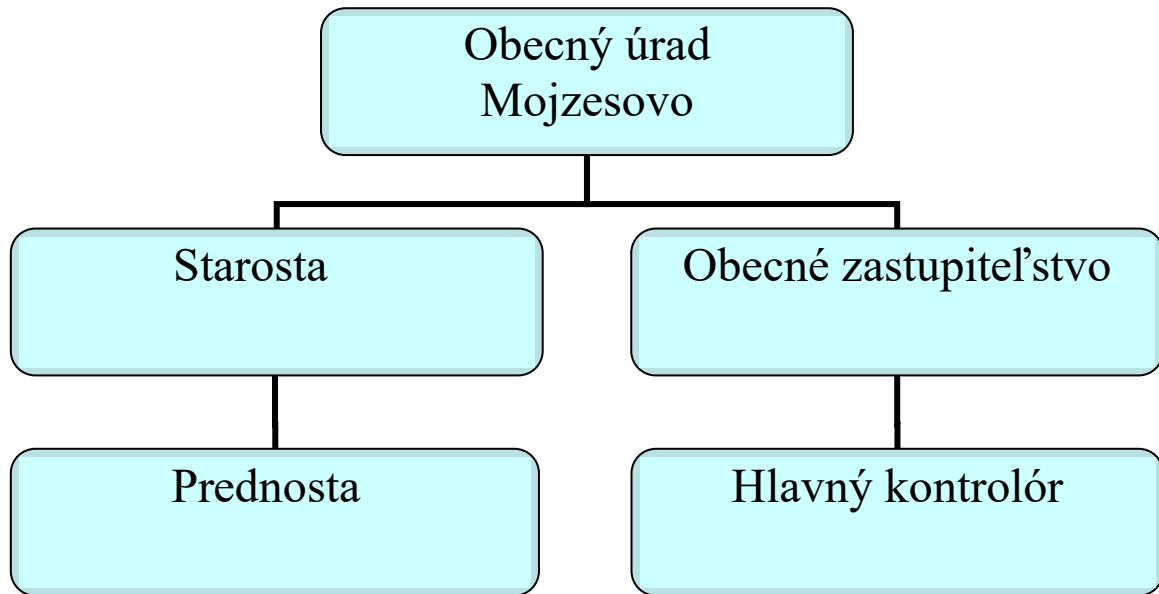 Obecný úrad
Mojzesovo
Starosta
Obecné zastupiteľstvo
Prednosta
Hlavný kontrolór